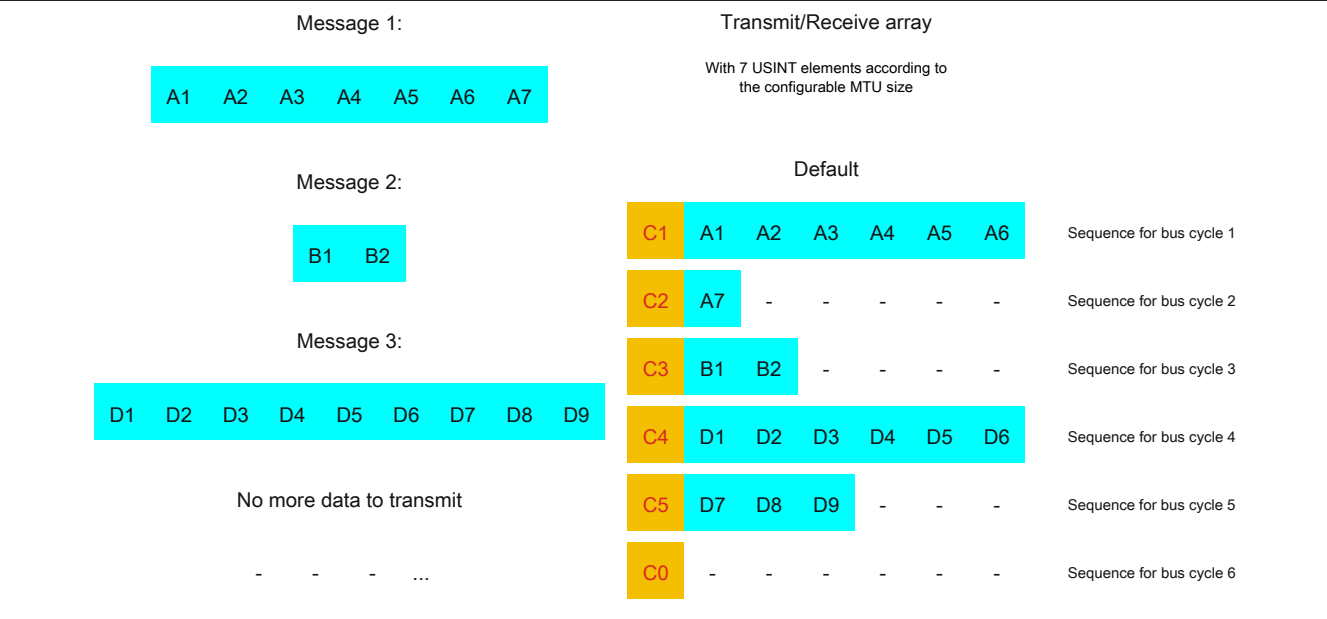 Message 1:
A1 A2 A3 A4 A5 A6 A7
Message 2:
B1 B2
Message 3:
D1 D2 D3 D4 D5 D6 D7 D8 D9
No more data to transmit
- - - ...
Transmit/Receive array
With 7 USINT elements according to
the configurable MTU size
Default
C1 A1 A2 A3 A4 A5 A6 Sequence for bus cycle 1
C2 A7 - - - - - Sequence for bus cycle 2
C3 B1 B2 - - - - Sequence for bus cycle 3
C4 D1 D2 D3 D4 D5 D6 Sequence for bus cycle 4
C5 D7 D8 D9 - - - Sequence for bus cycle 5
C0 - - - - - - Sequence for bus cycle 6